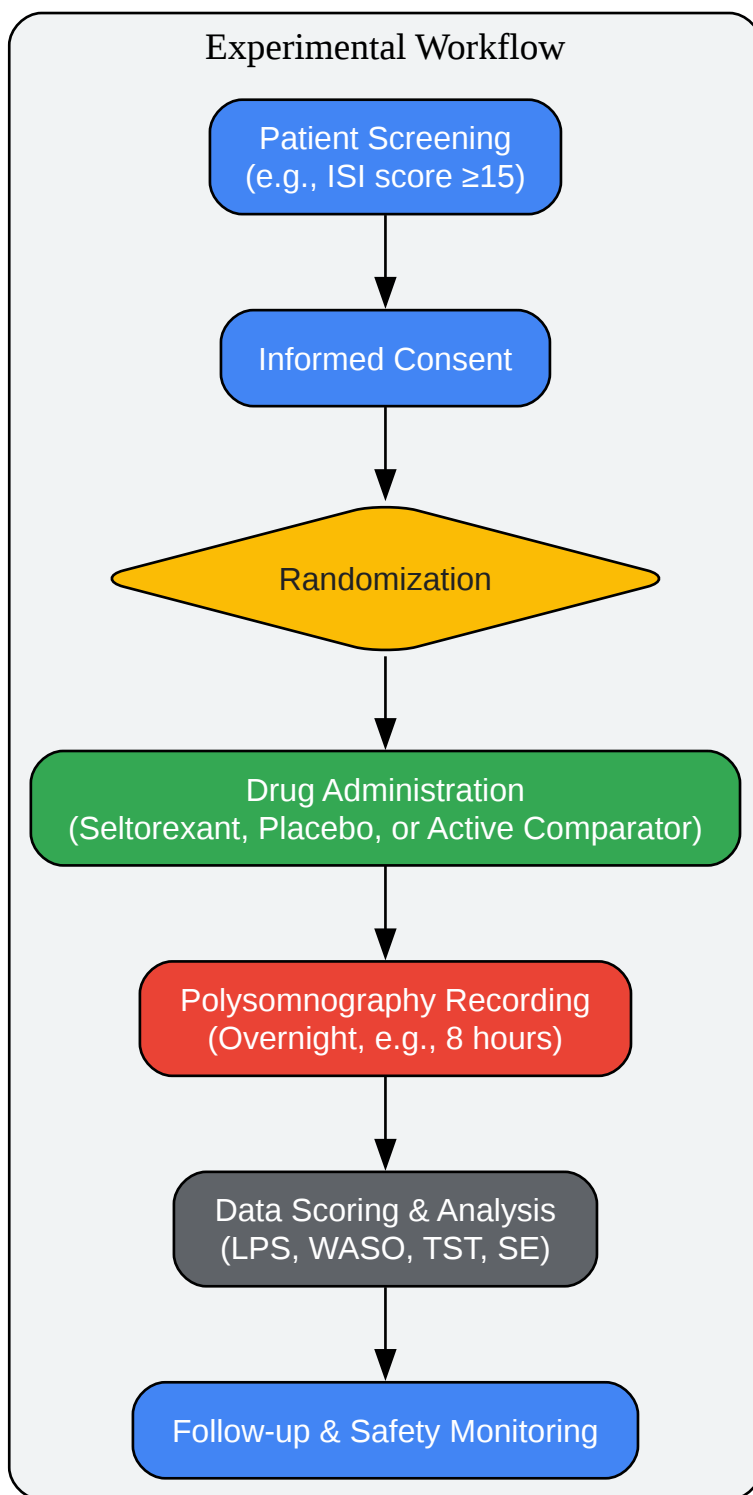 Experimental Workflow
Patient Screening
(e.g., ISI score ≥15)
Informed Consent
Randomization
Drug Administration
(Seltorexant, Placebo, or Active Comparator)
Polysomnography Recording
(Overnight, e.g., 8 hours)
Data Scoring & Analysis
(LPS, WASO, TST, SE)
Follow-up & Safety Monitoring